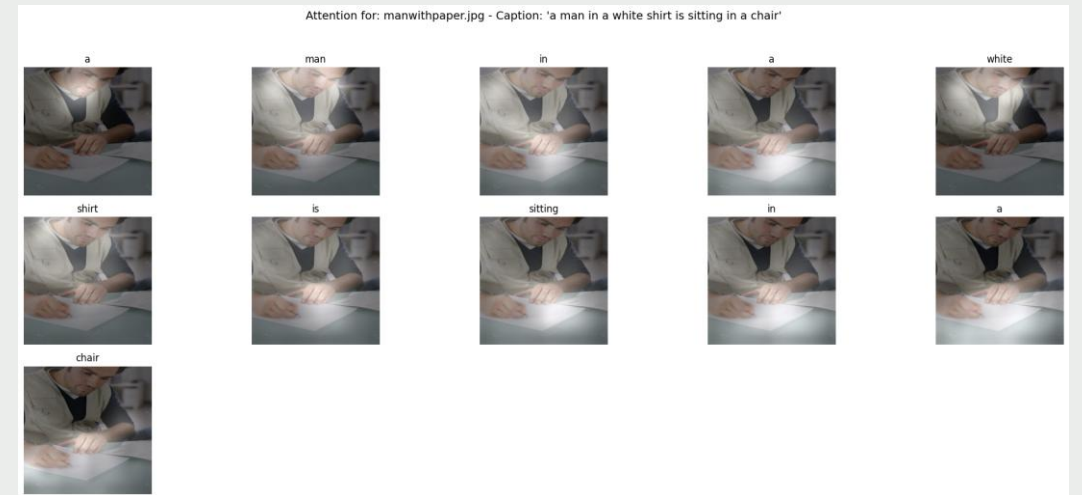 Attention for: manwithpaper.jpg - Caption: 'a man in a white shirt is sitting in a chair'
a man in a white
shirt is sitting in a
chair